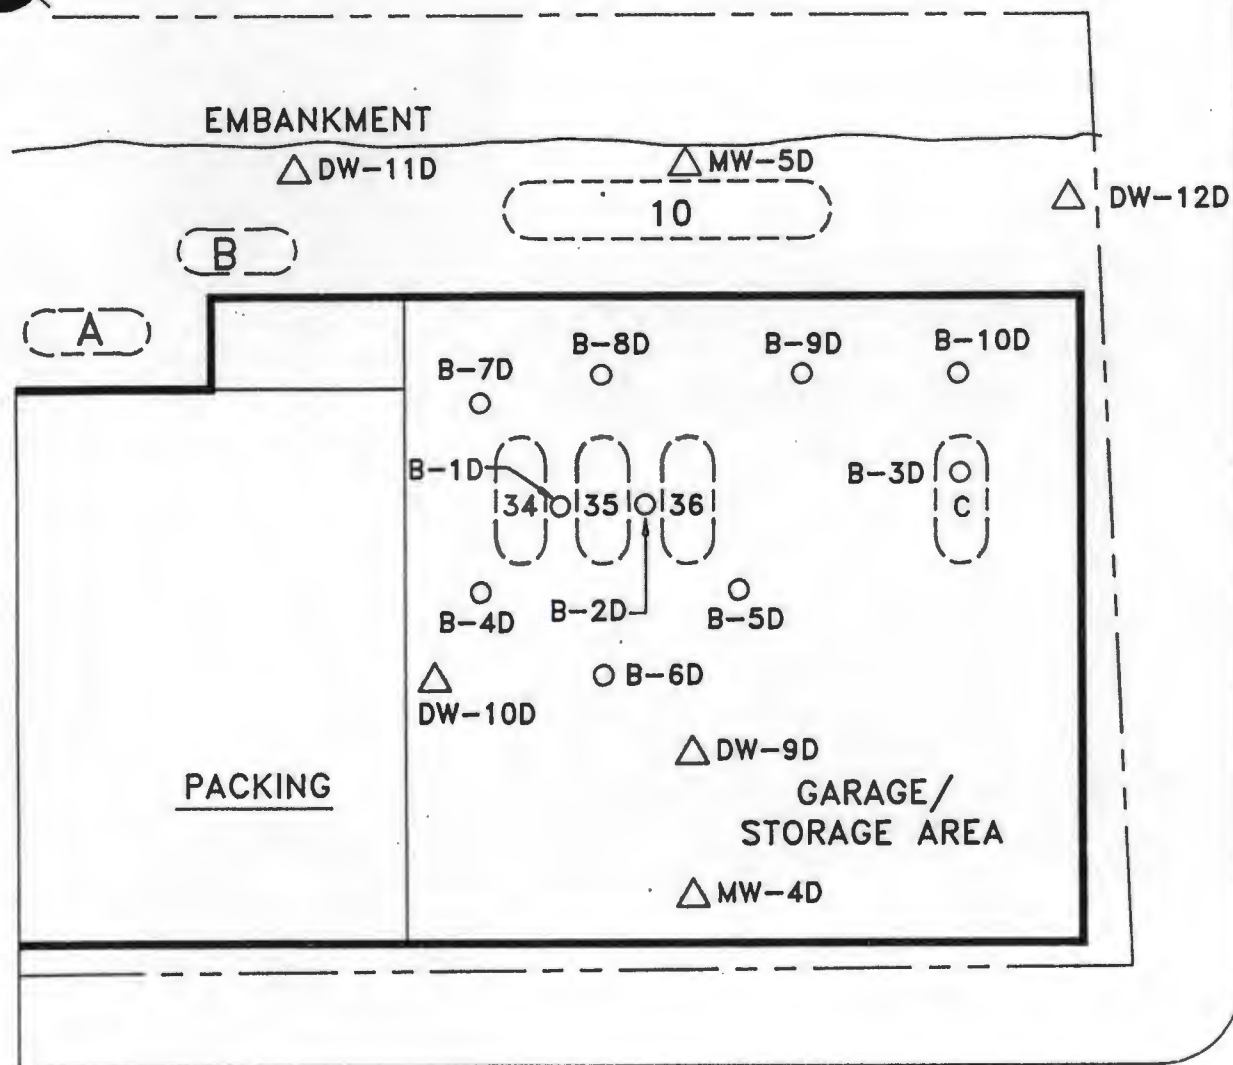 EMBANKMENT
DW-11D
MW-5D
DW-12D
10
B
A
B-8D
B-9D
B-10D
B-7D
B-1D
B-3D
34
35
36
C
B-4D
B-2D
B-5D
B-6D
DW-10D
DW-9D
PACKING
GARAGE/
STORAGE AREA
MW-4D